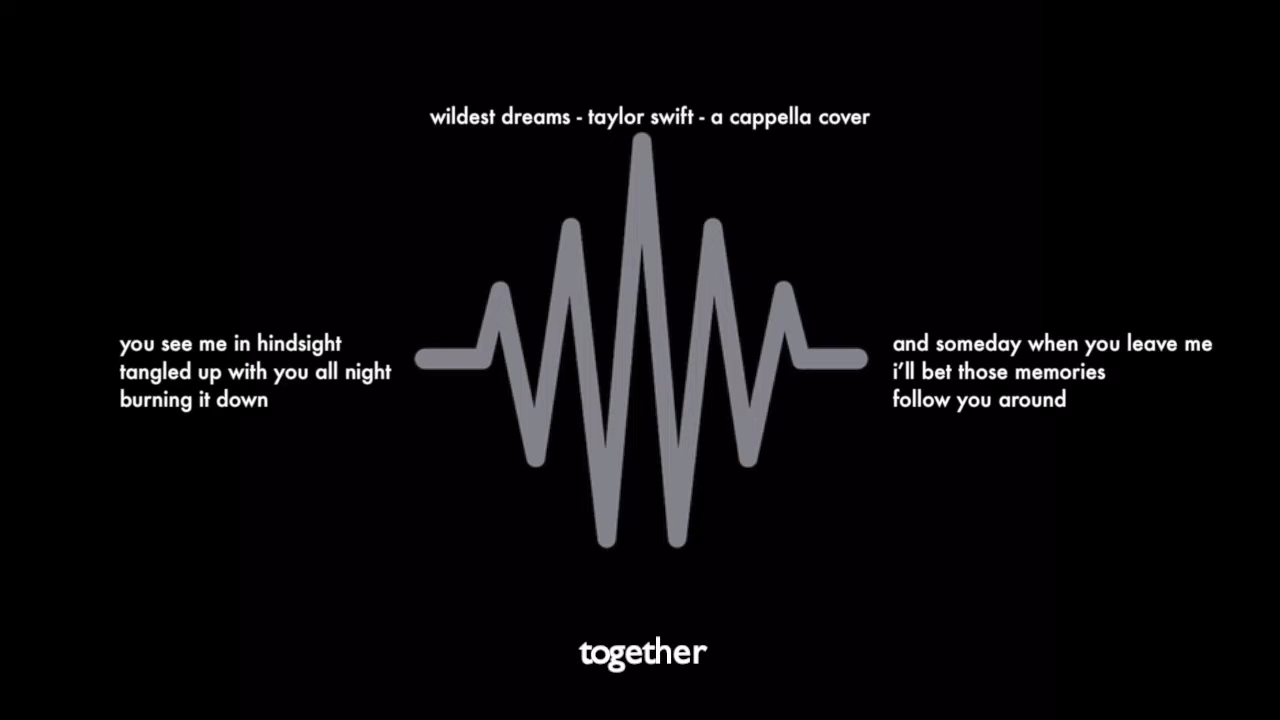 wildest dreams - taylor swift - a cappella cover
you see me in hindsight
tangled up with you all night
burning it down
and someday when you leave me
i'll bet those memories
follow you around
together